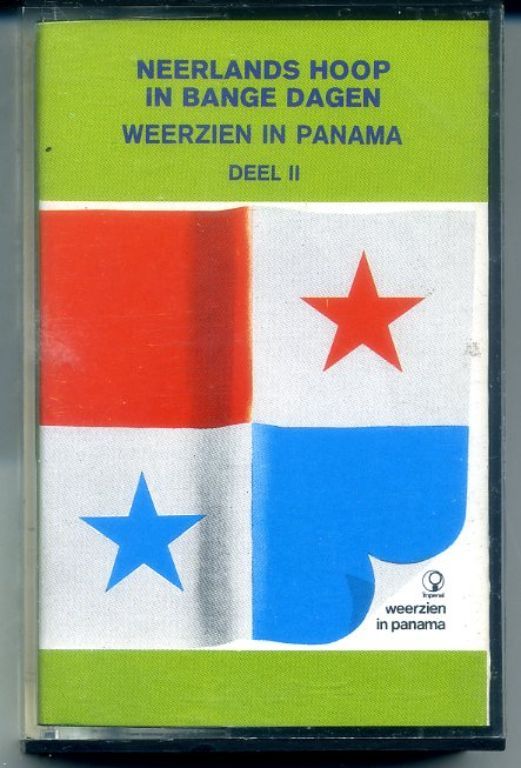 NEERLANDS HOOP
IN BANGE DAGEN
WEERZIEN IN PANAMA
DEEL II
Imperial
weerzien
in panama